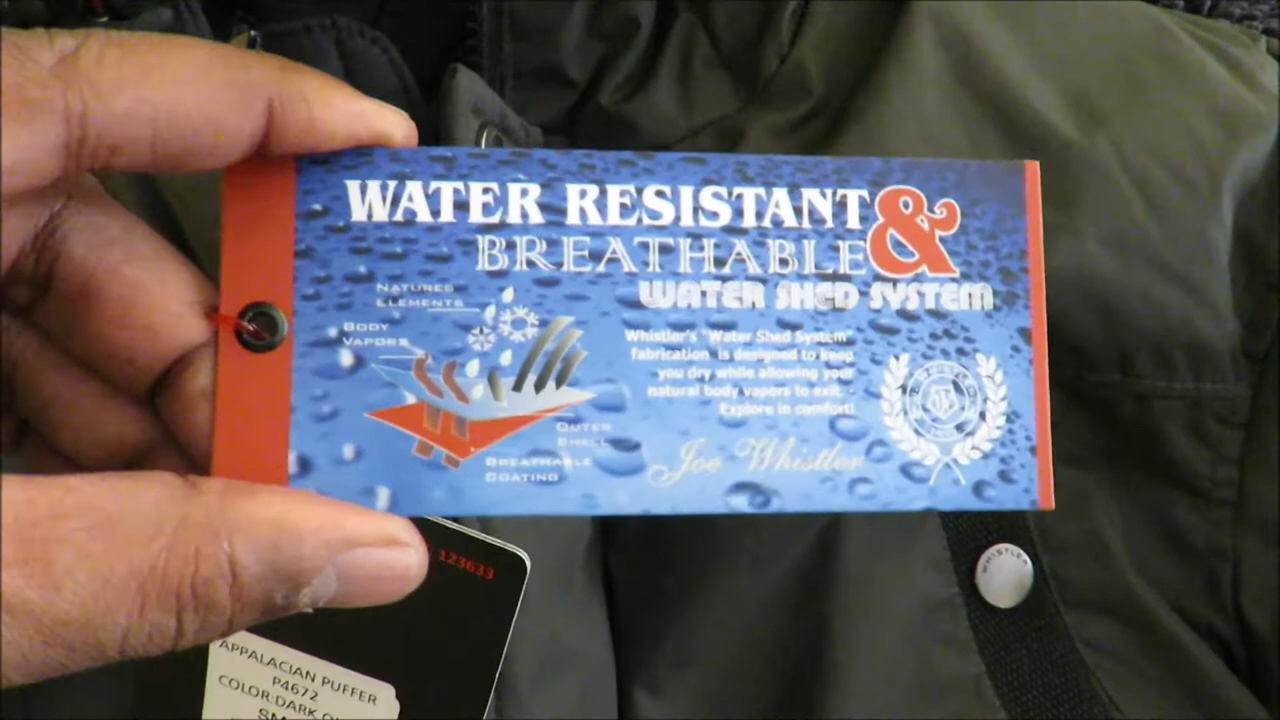 WATER RESISTANT &
BREATHABLE
WATER SHED SYSTEM
NATURES
ELEMENTS
BODY
VAPORS
Whistler's "Water Shed System"
fabrication is designed to keep
you dry while allowing your
natural body vapors to exit.
Explore in comfort!
OUTER
SHELL
BREATHABLE
COATING
Joe Whistler
WHISTLER
WHISTLER
123633
APPALACIAN PUFFER
P4672
COLOR:DARK